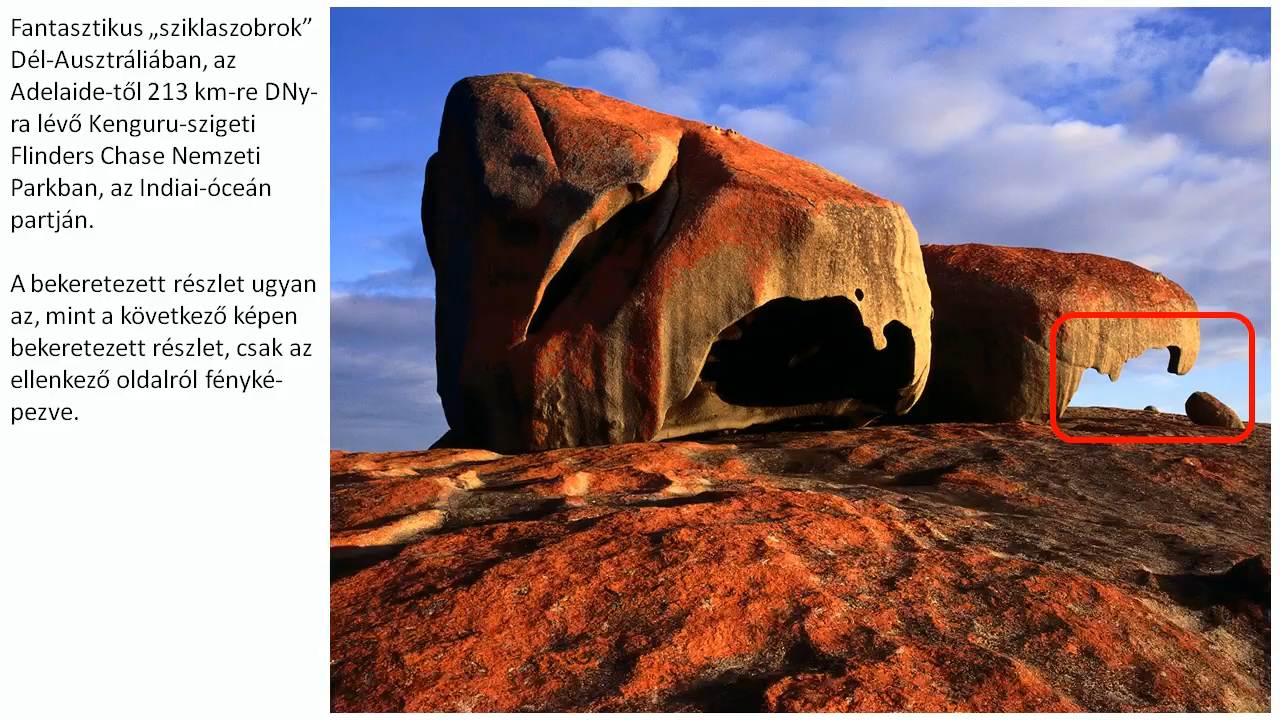 Fantasztikus „sziklaszobrok”
Dél-Ausztráliában, az
Adelaide-től 213 km-re DNy-
ra lévő Kenguru-szigeti
Flinders Chase Nemzeti
Parkban, az Indiai-óceán
partján.
A bekeretezett részlet ugyan
az, mint a következő képen
bekeretezett részlet, csak az
ellenkező oldalról fényké-
pezve.